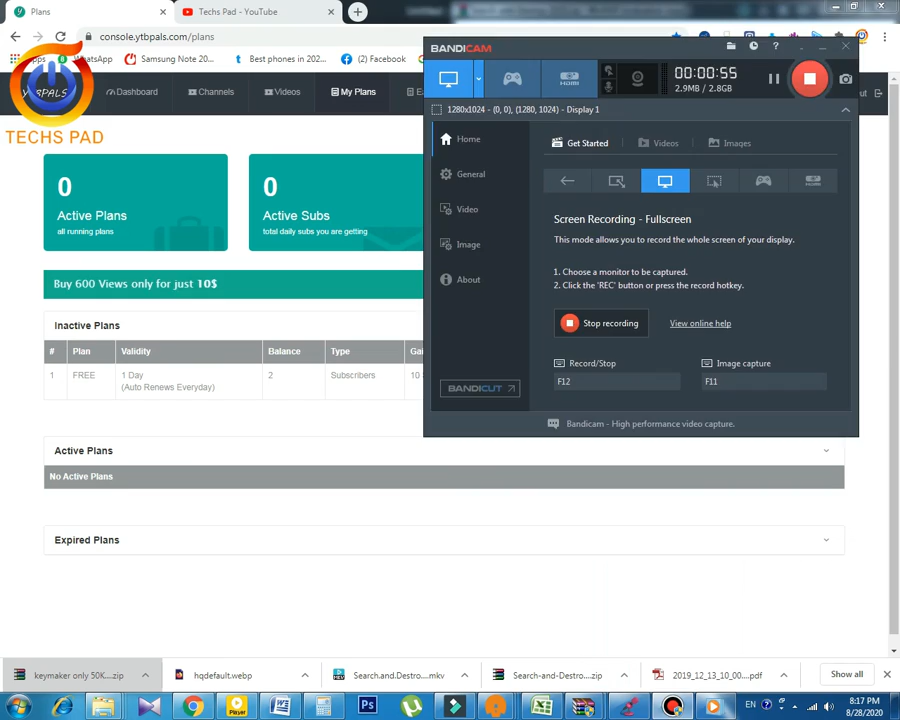 Plans
Techs Pad - YouTube
console.ytbpals.com/plans
WhatsApp
Samsung Note 20...
Best phones in 202...
(2) Facebook
BANDICAM
TECHS PAD
Dashboard
Channels
Videos
My Plans
HDMI
00:00:55
2.9MB / 2.8GB
1280x1024 - (0, 0), (1280, 1024) - Display 1
Home
General
Video
Image
About
BANDICUT
Get Started
Videos
Images
Screen Recording - Fullscreen
This mode allows you to record the whole screen of your display.
1. Choose a monitor to be captured.
2. Click the 'REC' button or press the record hotkey.
Stop recording
View online help
Record/Stop
F12
Image capture
F11
Bandicam - High performance video capture.
0
Active Plans
all running plans
0
Active Subs
total daily subs you are getting
Buy 600 Views only for just 10$
Inactive Plans
# Plan Validity Balance Type
1 FREE 1 Day 2 Subscribers 10
(Auto Renews Everyday)
Active Plans
No Active Plans
Expired Plans
keymaker only 50K....zip
hqdefault.webp
Search.and.Destro....mkv
Search-and-Destro....zip
2019_12_13_10_00....pdf
Show all
Player
Ps
EN
8:17 PM
8/28/2020